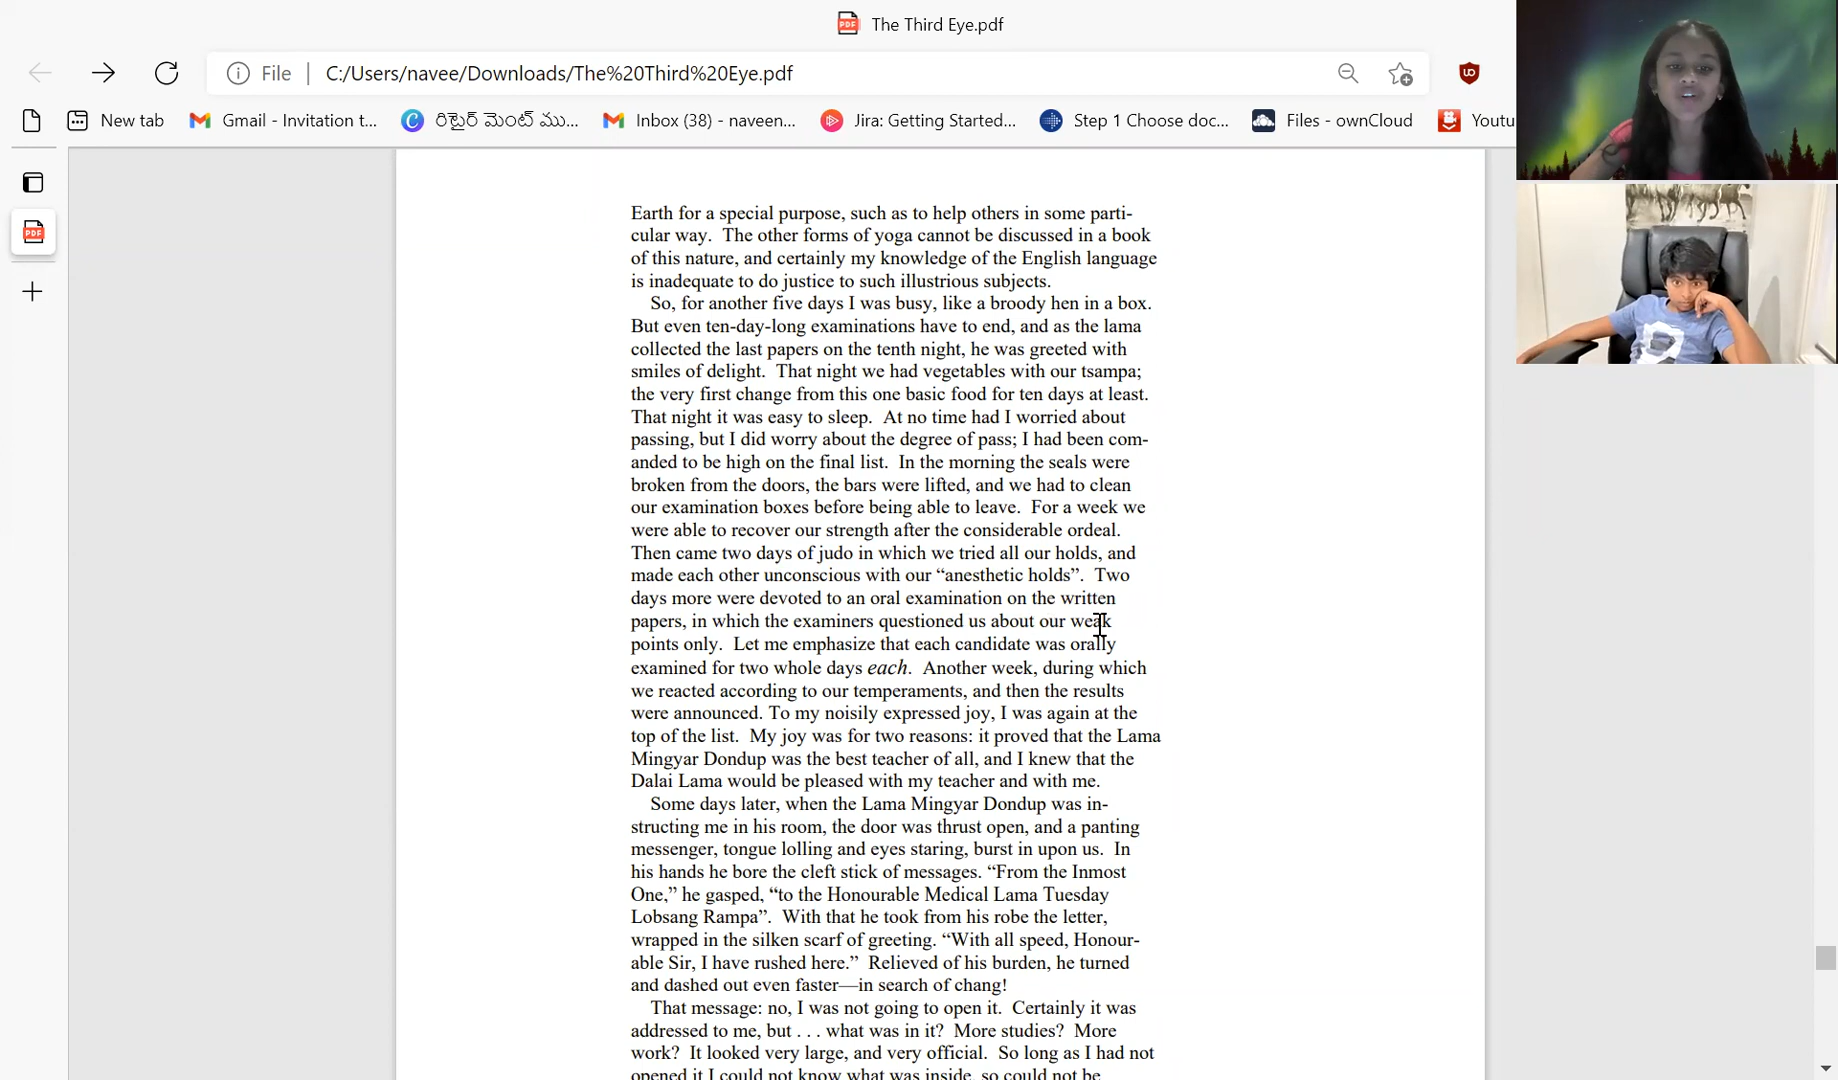 The Third Eye.pdf
File C:/Users/navee/Downloads/The%20Third%20Eye.pdf
New tab Gmail - Invitation t... రిటైర్ మెంట్ ము... Inbox (38) - naveen... Jira: Getting Started... Step 1 Choose doc... Files - ownCloud Youtu
Earth for a special purpose, such as to help others in some parti-
cular way. The other forms of yoga cannot be discussed in a book
of this nature, and certainly my knowledge of the English language
is inadequate to do justice to such illustrious subjects.
So, for another five days I was busy, like a broody hen in a box.
But even ten-day-long examinations have to end, and as the lama
collected the last papers on the tenth night, he was greeted with
smiles of delight. That night we had vegetables with our tsampa;
the very first change from this one basic food for ten days at least.
That night it was easy to sleep. At no time had I worried about
passing, but I did worry about the degree of pass; I had been com-
anded to be high on the final list. In the morning the seals were
broken from the doors, the bars were lifted, and we had to clean
our examination boxes before being able to leave. For a week we
were able to recover our strength after the considerable ordeal.
Then came two days of judo in which we tried all our holds, and
made each other unconscious with our “anesthetic holds”. Two
days more were devoted to an oral examination on the written
papers, in which the examiners questioned us about our weak
points only. Let me emphasize that each candidate was orally
examined for two whole days each. Another week, during which
we reacted according to our temperaments, and then the results
were announced. To my noisily expressed joy, I was again at the
top of the list. My joy was for two reasons: it proved that the Lama
Mingyar Dondup was the best teacher of all, and I knew that the
Dalai Lama would be pleased with my teacher and with me.
Some days later, when the Lama Mingyar Dondup was in-
structing me in his room, the door was thrust open, and a panting
messenger, tongue lolling and eyes staring, burst in upon us. In
his hands he bore the cleft stick of messages. “From the Inmost
One,” he gasped, “to the Honourable Medical Lama Tuesday
Lobsang Rampa”. With that he took from his robe the letter,
wrapped in the silken scarf of greeting. “With all speed, Honour-
able Sir, I have rushed here.” Relieved of his burden, he turned
and dashed out even faster—in search of chang!
That message: no, I was not going to open it. Certainly it was
addressed to me, but . . . what was in it? More studies? More
work? It looked very large, and very official. So long as I had not
opened it I could not know what was inside, so could not be